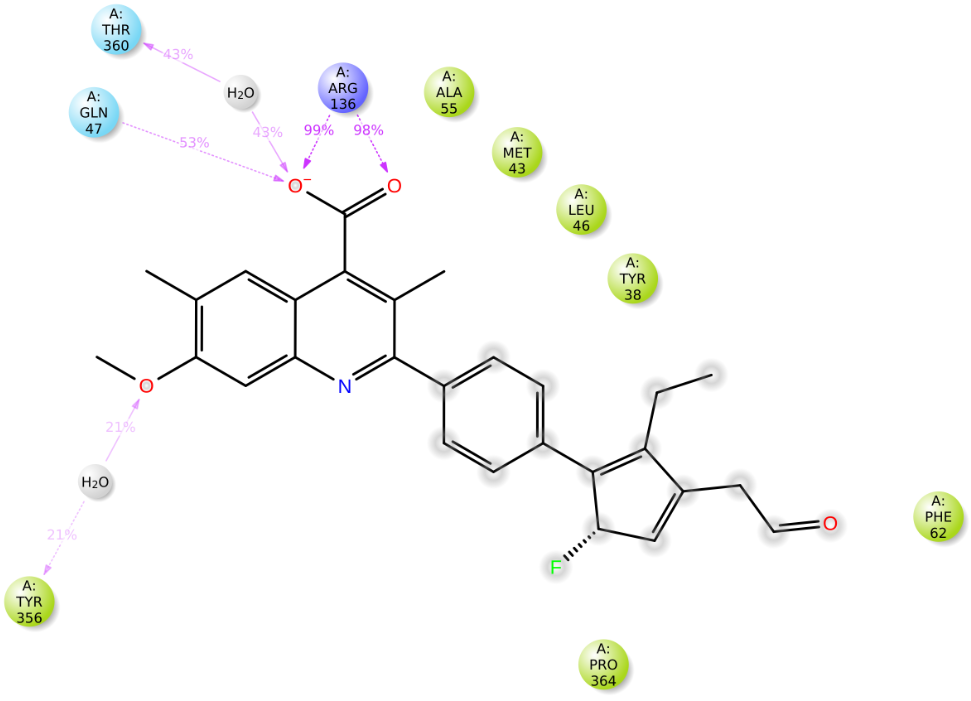 A:
THR
360
43%
H₂O
A:
ARG
136
A:
ALA
55
A:
GLN
47
53%
43%
99%
98%
A:
MET
43
O⁻
O
A:
LEU
46
A:
TYR
38
O
N
21%
H₂O
21%
A:
TYR
356
F
O
A:
PHE
62
A:
PRO
364